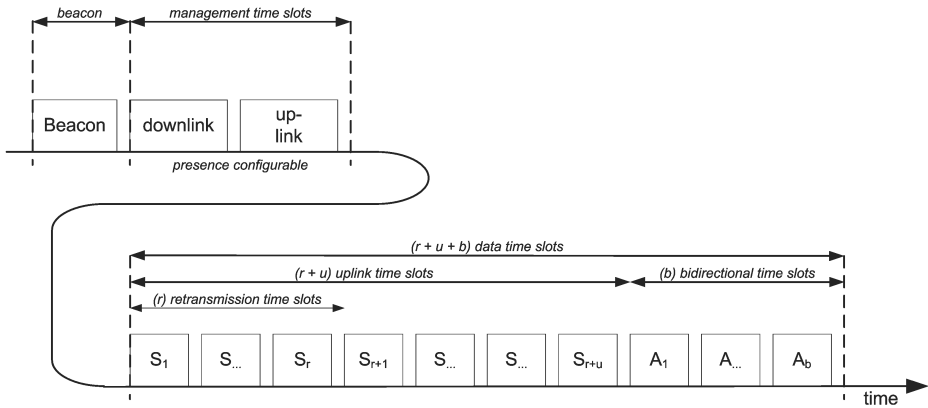 beacon
management time slots
Beacon
downlink
up-
link
presence configurable
(r + u + b) data time slots
(r + u) uplink time slots
(b) bidirectional time slots
(r) retransmission time slots
S1 S... Sr Sr+1 S... S... Sr+u A1 A... Ab
time